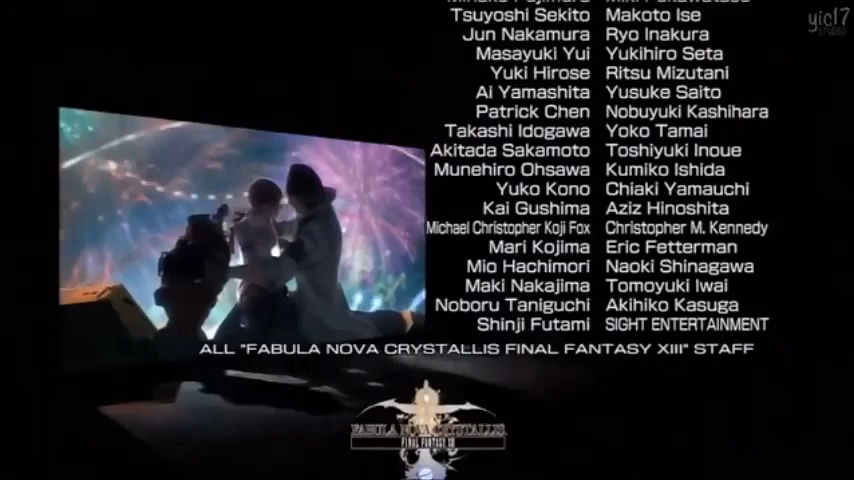 yic17
STUDIO
Tsuyoshi Sekito Makoto Ise
Jun Nakamura Ryo Inakura
Masayuki Yui Yukihiro Seta
Yuki Hirose Ritsu Mizutani
Ai Yamashita Yusuke Saito
Patrick Chen Nobuyuki Kashihara
Takashi Idogawa Yoko Tamai
Akitada Sakamoto Toshiyuki Inoue
Munehiro Ohsawa Kumiko Ishida
Yuko Kono Chiaki Yamauchi
Kai Gushima Aziz Hinoshita
Michael Christopher Koji Fox Christopher M. Kennedy
Mari Kojima Eric Fetterman
Mio Hachimori Naoki Shinagawa
Maki Nakajima Tomoyuki Iwai
Noboru Taniguchi Akihiko Kasuga
Shinji Futami SIGHT ENTERTAINMENT
ALL "FABULA NOVA CRYSTALLIS FINAL FANTASY XIII" STAFF
FABULA NOVA CRYSTALLIS
FINAL FANTASY XIII